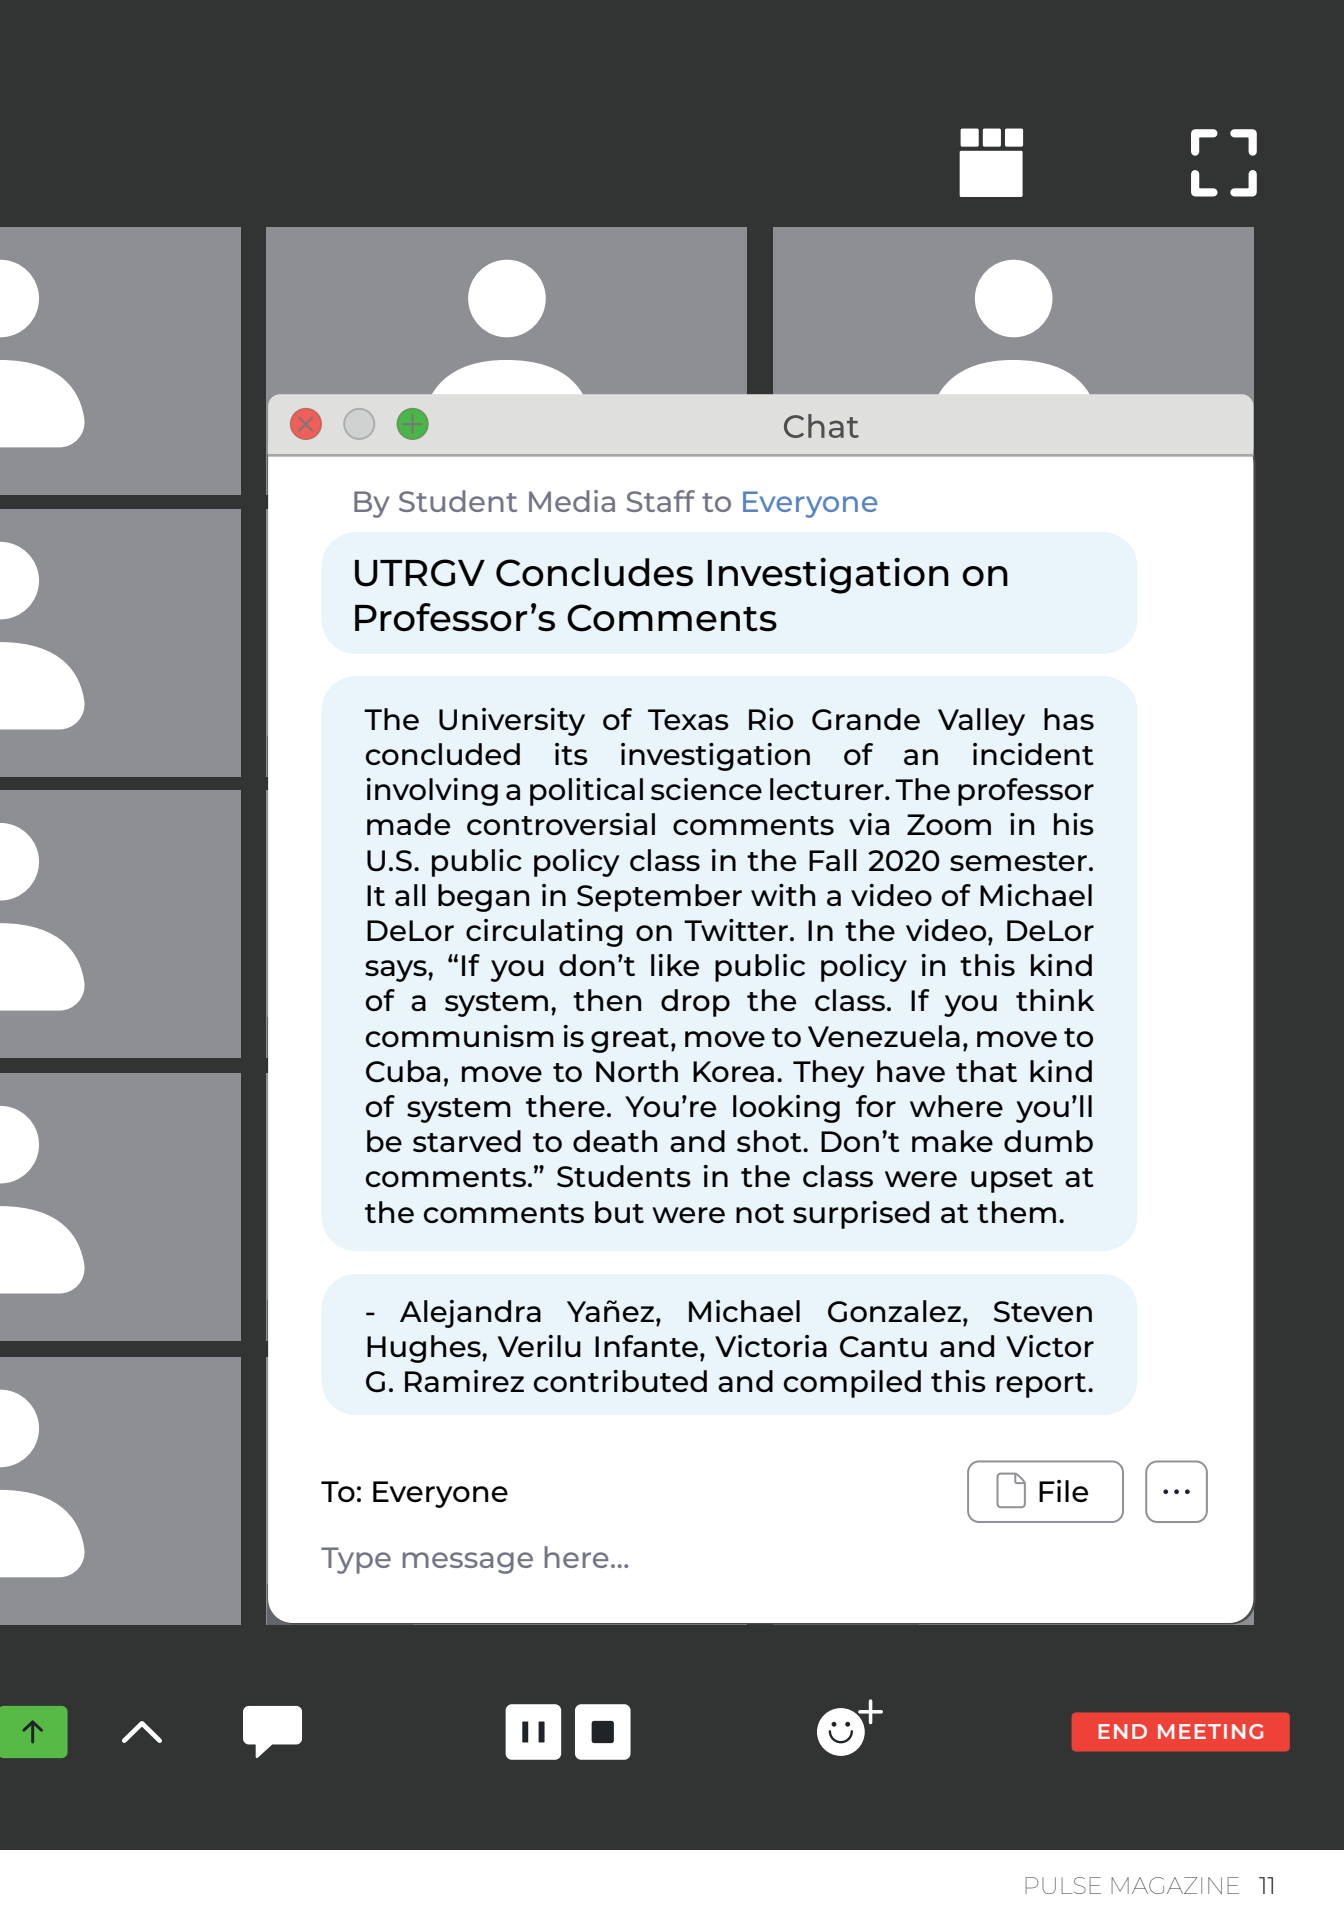 Chat
By Student Media Staff to Everyone
UTRGV Concludes Investigation on
Professor’s Comments
The University of Texas Rio Grande Valley has
concluded its investigation of an incident
involving a political science lecturer. The professor
made controversial comments via Zoom in his
U.S. public policy class in the Fall 2020 semester.
It all began in September with a video of Michael
DeLor circulating on Twitter. In the video, DeLor
says, “If you don’t like public policy in this kind
of a system, then drop the class. If you think
communism is great, move to Venezuela, move to
Cuba, move to North Korea. They have that kind
of system there. You’re looking for where you’ll
be starved to death and shot. Don’t make dumb
comments.” Students in the class were upset at
the comments but were not surprised at them.
- Alejandra Yañez, Michael Gonzalez, Steven
Hughes, Verilu Infante, Victoria Cantu and Victor
G. Ramirez contributed and compiled this report.
To: Everyone
File
...
Type message here...
END MEETING
PULSE MAGAZINE 11